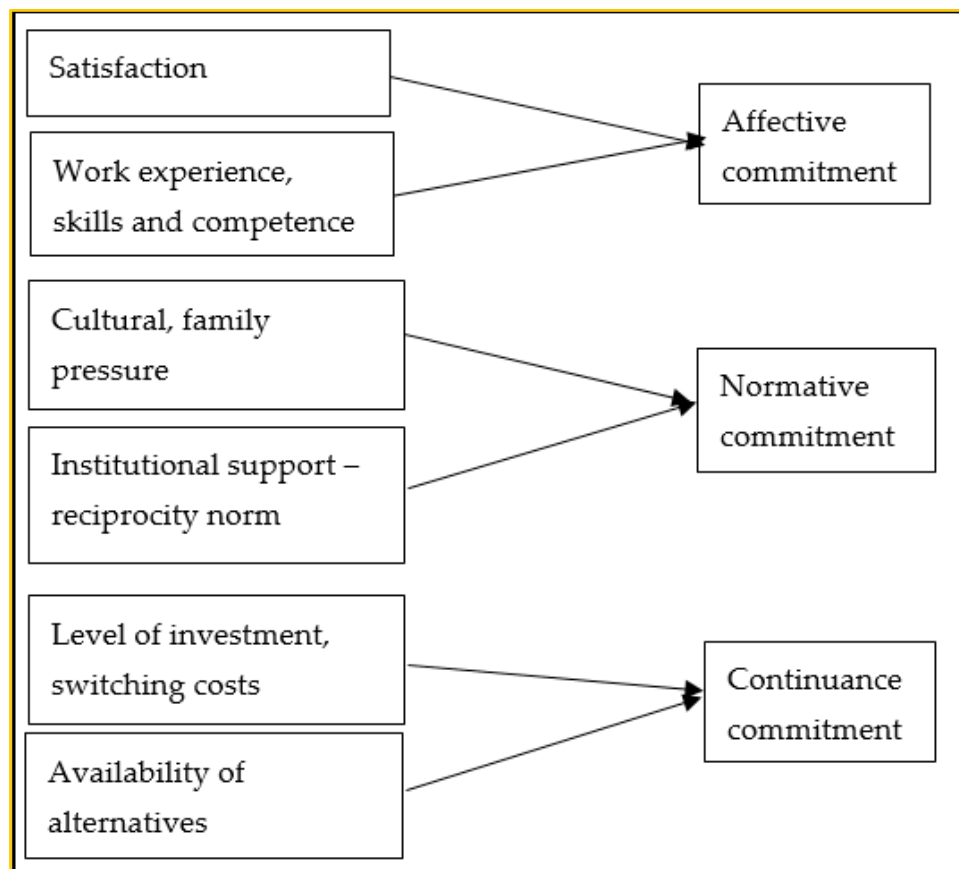 Satisfaction
Work experience,
skills and competence
Affective
commitment
Cultural, family
pressure
Institutional support –
reciprocity norm
Normative
commitment
Level of investment,
switching costs
Availability of
alternatives
Continuance
commitment